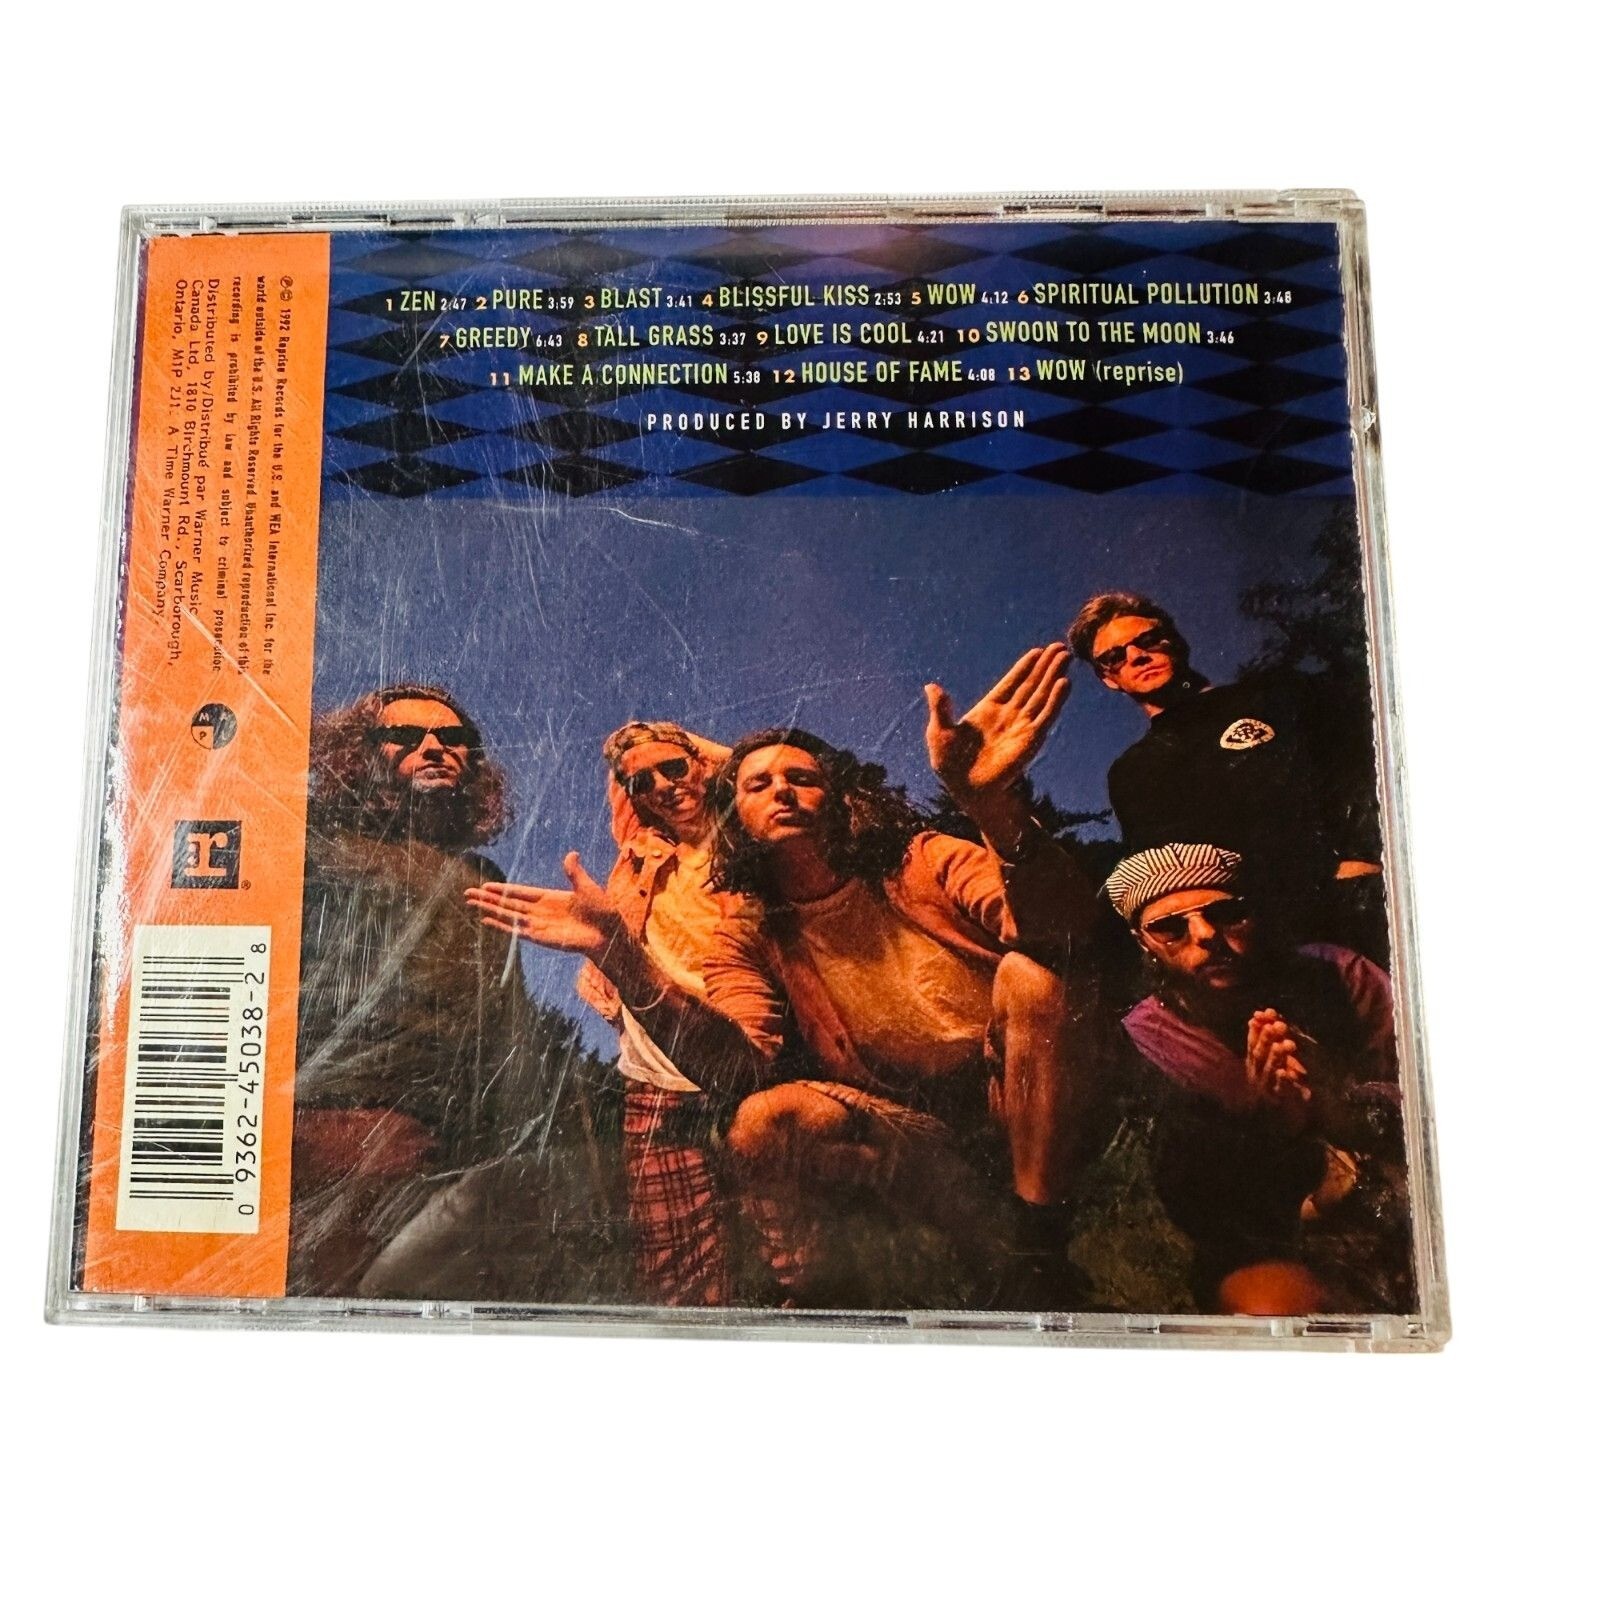 1 ZEN 2:47 2 PURE 3:59 3 BLAST 3:41 4 BLISSFUL KISS 2:53 5 WOW 4:12 6 SPIRITUAL POLLUTION 3:48
7 GREEDY 6:43 8 TALL GRASS 3:37 9 LOVE IS COOL 4:21 10 SWOON TO THE MOON 3:46
11 MAKE A CONNECTION 5:38 12 HOUSE OF FAME 4:08 13 WOW (reprise)
PRODUCED BY JERRY HARRISON
℗© 1992 Reprise Records for the U.S. and WEA International Inc. for the
world outside of the U.S. All Rights Reserved. Unauthorized reproduction of this
recording is prohibited by law and subject to criminal prosecution.
Distributed by/Distribué par Warner Music
Canada Ltd, 1810 Birchmount Rd., Scarborough,
Ontario, M1P 2J1. A Time Warner Company.
M A
P
r ®
0 9362-45038-2 8